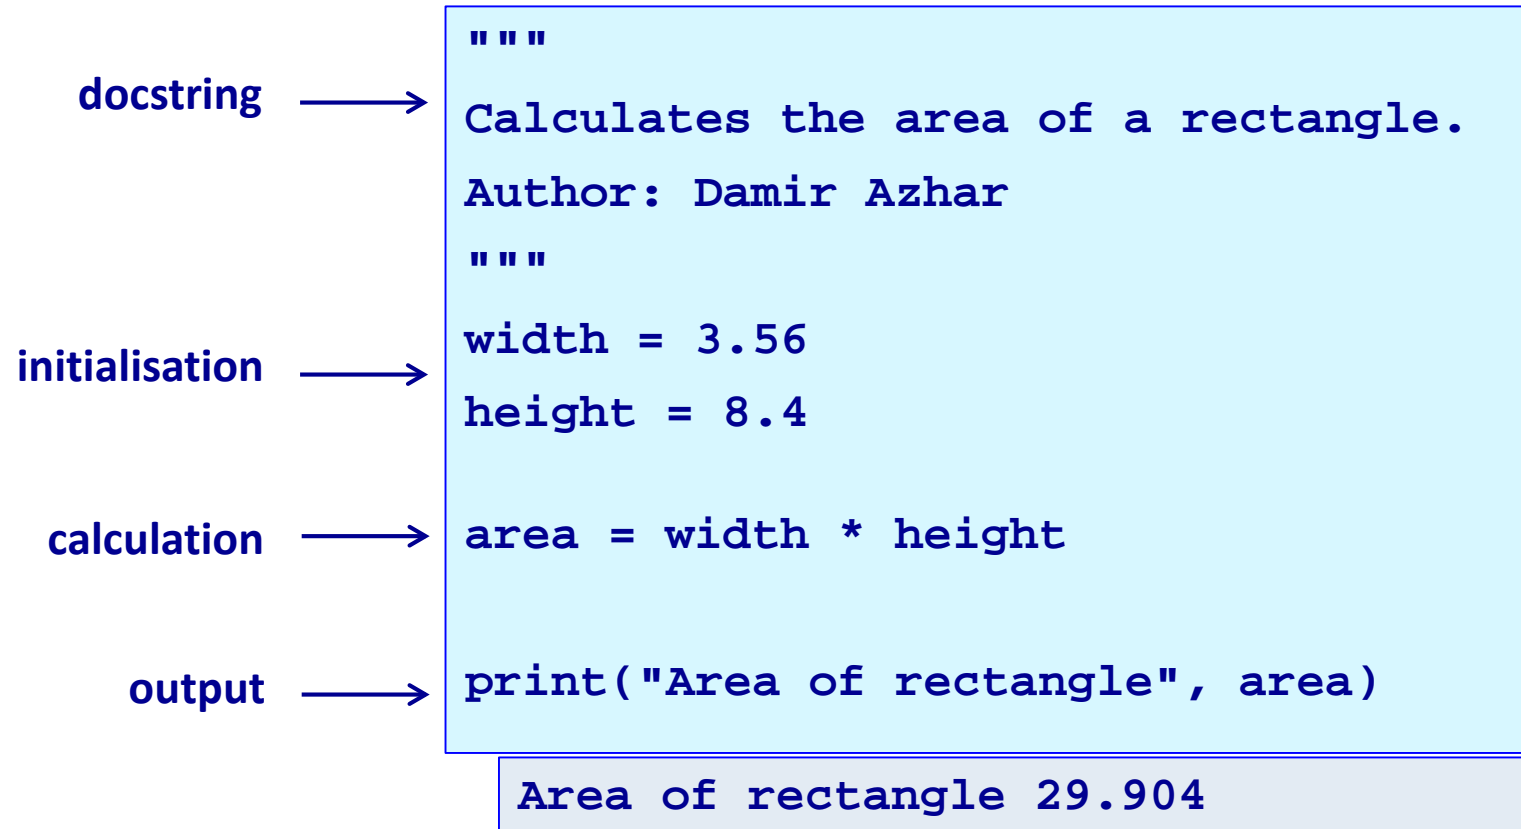 docstring
"""
Calculates the area of a rectangle.
Author: Damir Azhar
"""
initialisation
width = 3.56
height = 8.4
calculation
area = width * height
output
print("Area of rectangle", area)
Area of rectangle 29.904